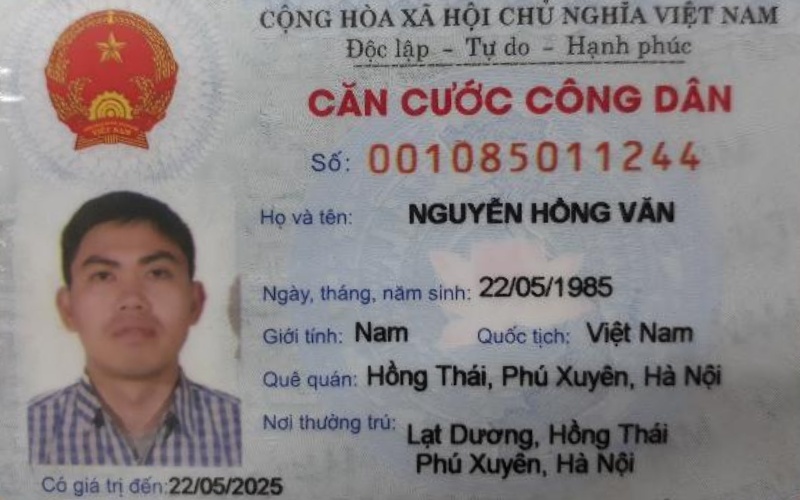 CỘNG HÒA XÃ HỘI CHỦ NGHĨA VIỆT NAM
Độc lập - Tự do - Hạnh phúc
CĂN CƯỚC CÔNG DÂN
Số: 001085011244
Họ và tên: NGUYỄN HỒNG VĂN
Ngày, tháng, năm sinh: 22/05/1985
Giới tính: Nam Quốc tịch: Việt Nam
Quê quán: Hồng Thái, Phú Xuyên, Hà Nội
Nơi thường trú: Lạt Dương, Hồng Thái
Phú Xuyên, Hà Nội
Có giá trị đến: 22/05/2025
VIỆT NAM